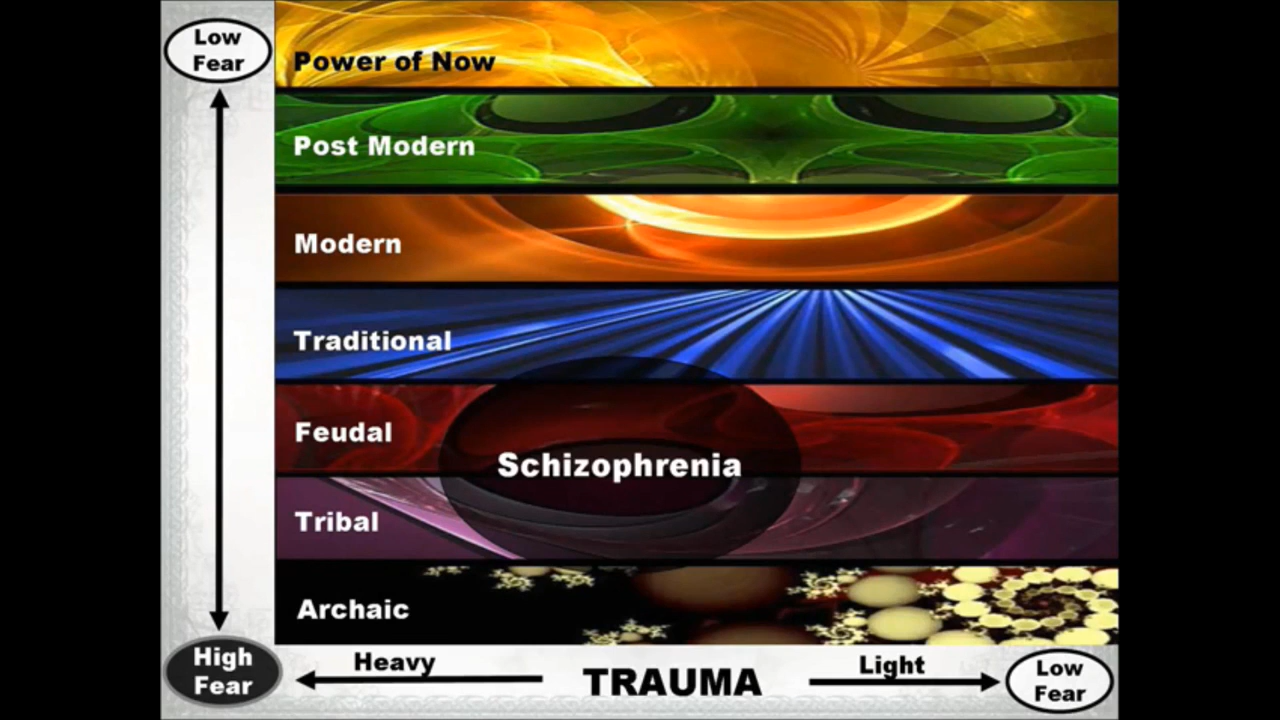 Low
Fear
Power of Now
Post Modern
Modern
Traditional
Feudal
Schizophrenia
Tribal
Archaic
High
Fear
Heavy
TRAUMA
Light
Low
Fear